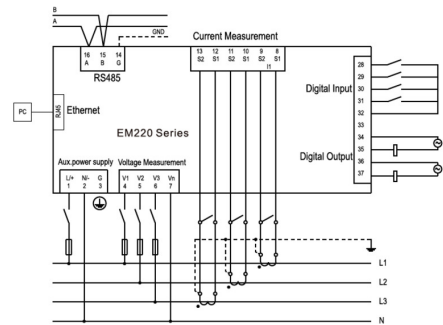 B
A
GND
16 15 14
A B G
RS485
Current Measurement
13 12 11 10 9 8
S2 S1 S2 S1 S2 S1
I1
PC
RJ45
Ethernet
EM220 Series
Digital Input
28
29
30
31
32
33
Digital Output
34
35
36
37
Aux.power supply
L/+ N/- G
1 2 3
Voltage Measurement
V1 V2 V3 Vn
4 5 6 7
L1
L2
L3
N